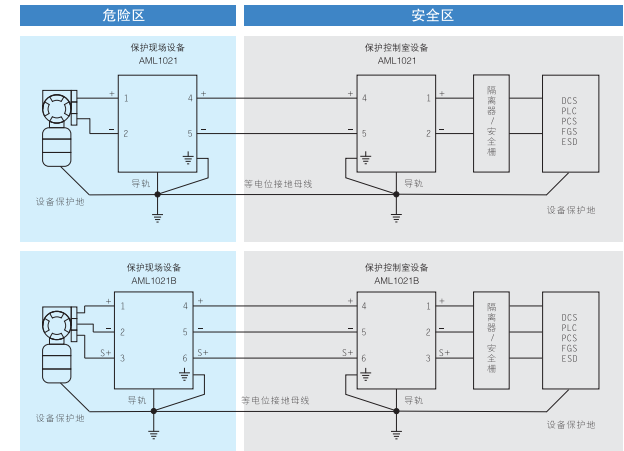 危险区
安全区
保护现场设备
AML1021
保护控制室设备
AML1021
+ 1 4 + + 4 1 +
- 2 5 - - 5 2 -
隔离器/安全栅
DCS
PLC
PCS
FGS
ESD
导轨
等电位接地母线
导轨
设备保护地
设备保护地
保护现场设备
AML1021B
保护控制室设备
AML1021B
+ 1 4 + + 4 1 +
- 2 5 - - 5 2 -
S+ 3 6 S+ S+ 6 3 S+
隔离器/安全栅
DCS
PLC
PCS
FGS
ESD
导轨
等电位接地母线
导轨
设备保护地
设备保护地